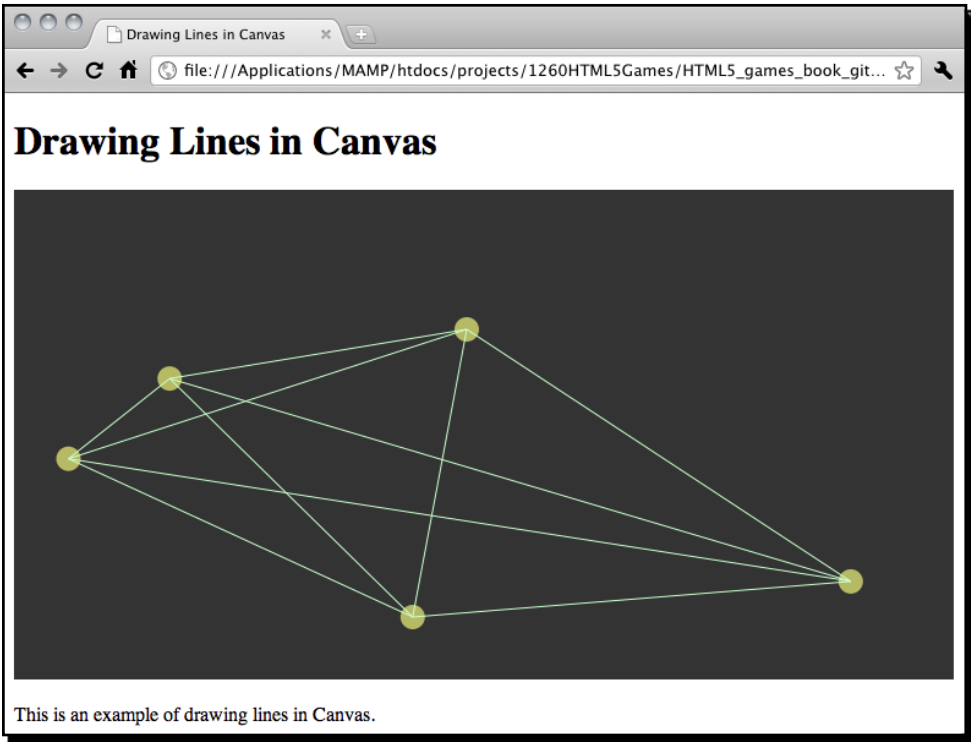 Drawing Lines in Canvas
file:///Applications/MAMP/htdocs/projects/1260HTML5Games/HTML5_games_book_git...
Drawing Lines in Canvas
This is an example of drawing lines in Canvas.